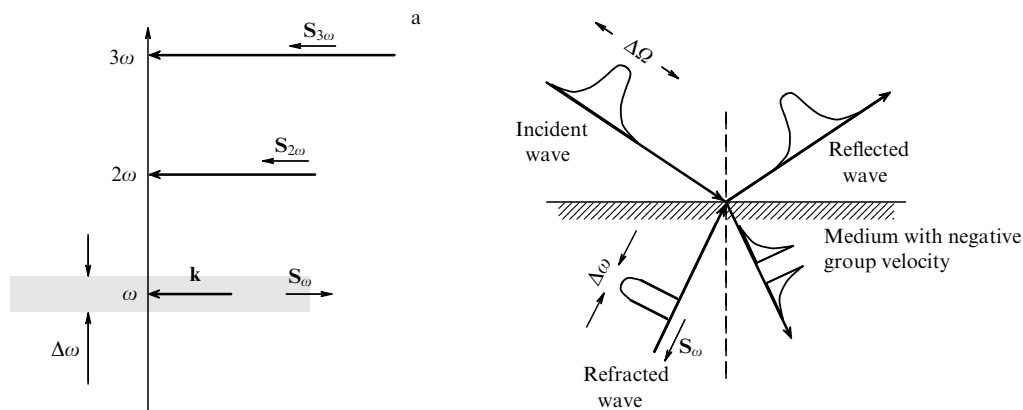 a
S3ω
3ω
S2ω
2ω
k
Sω
ω
Δω
ΔΩ
Incident
wave
Reflected
wave
Medium with negative
group velocity
Δω
Sω
Refracted
wave